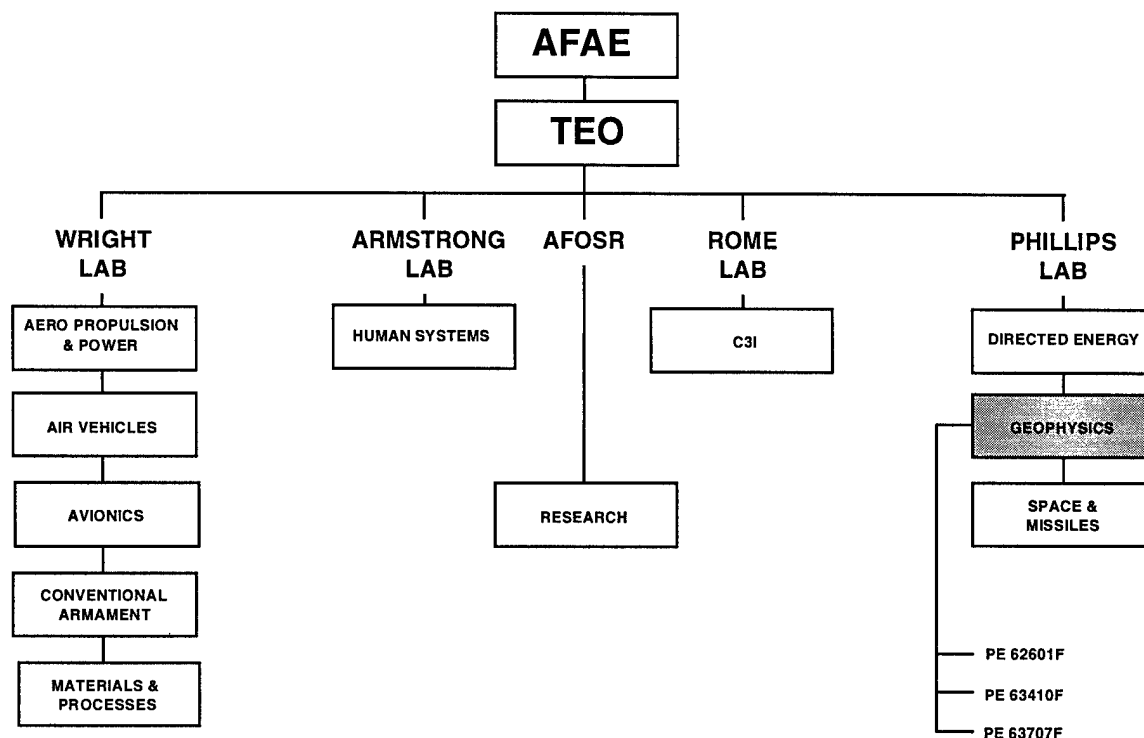 AFAE
TEO
WRIGHT
LAB
AERO PROPULSION
& POWER
AIR VEHICLES
AVIONICS
CONVENTIONAL
ARMAMENT
MATERIALS &
PROCESSES
ARMSTRONG
LAB
HUMAN SYSTEMS
AFOSR
RESEARCH
ROME
LAB
C3I
PHILLIPS
LAB
DIRECTED ENERGY
GEOPHYSICS
SPACE &
MISSILES
PE 62601F
PE 63410F
PE 63707F